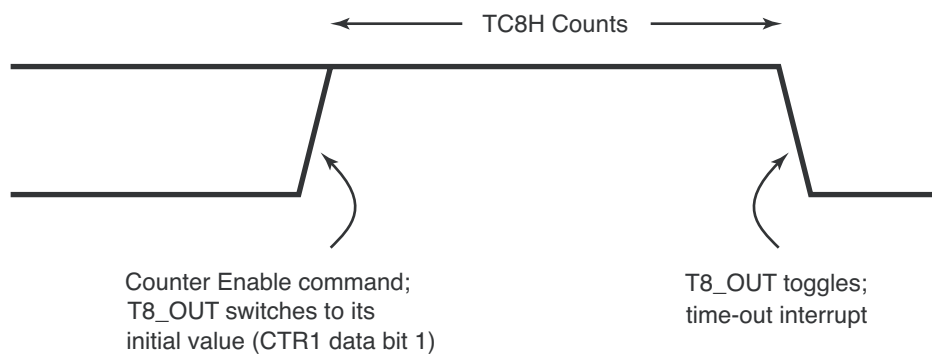 TC8H Counts
Counter Enable command;
T8_OUT switches to its
initial value (CTR1 data bit 1)
T8_OUT toggles;
time-out interrupt